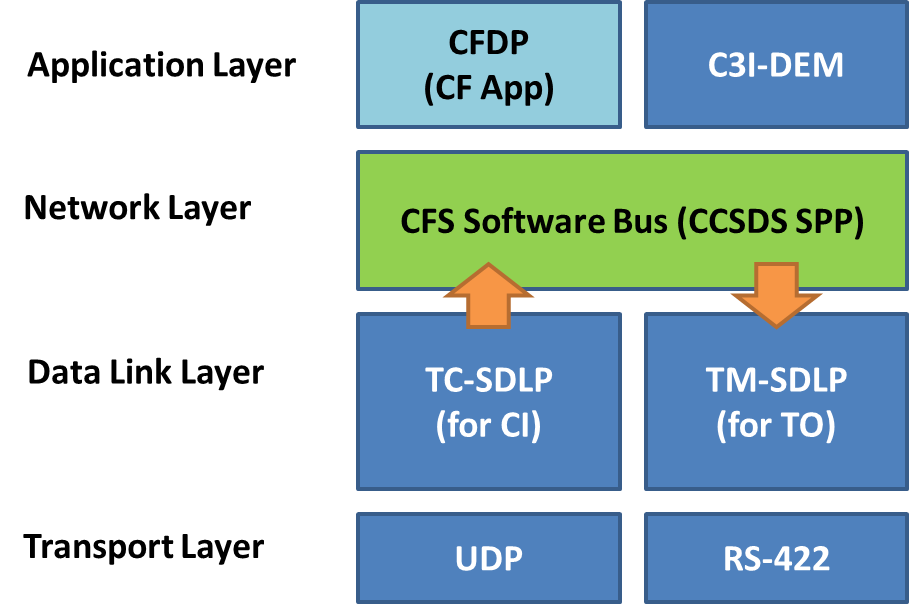 Application Layer
CFDP
(CF App)
C3I-DEM
Network Layer
CFS Software Bus (CCSDS SPP)
Data Link Layer
TC-SDLP
(for CI)
TM-SDLP
(for TO)
Transport Layer
UDP
RS-422